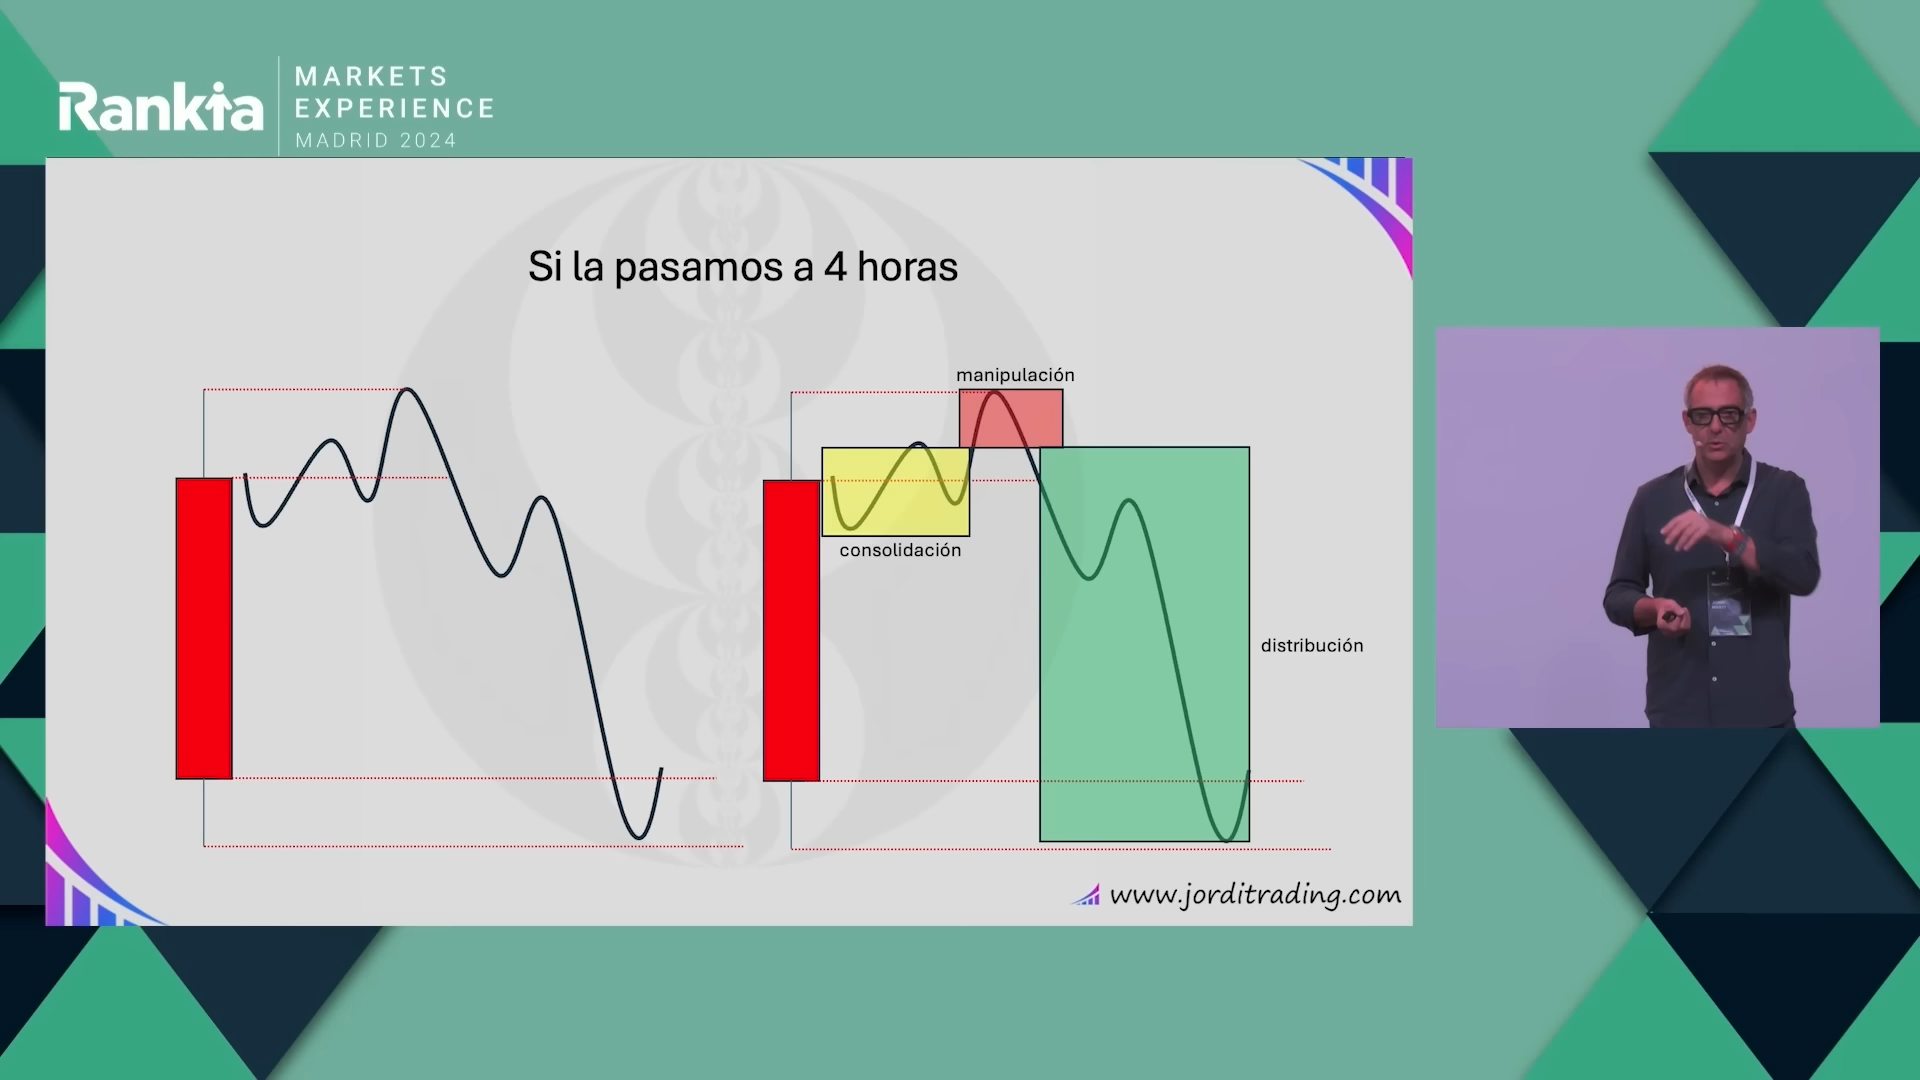 Rankia
MARKETS
EXPERIENCE
MADRID 2024
Si la pasamos a 4 horas
manipulación
consolidación
distribución
www.jorditrading.com